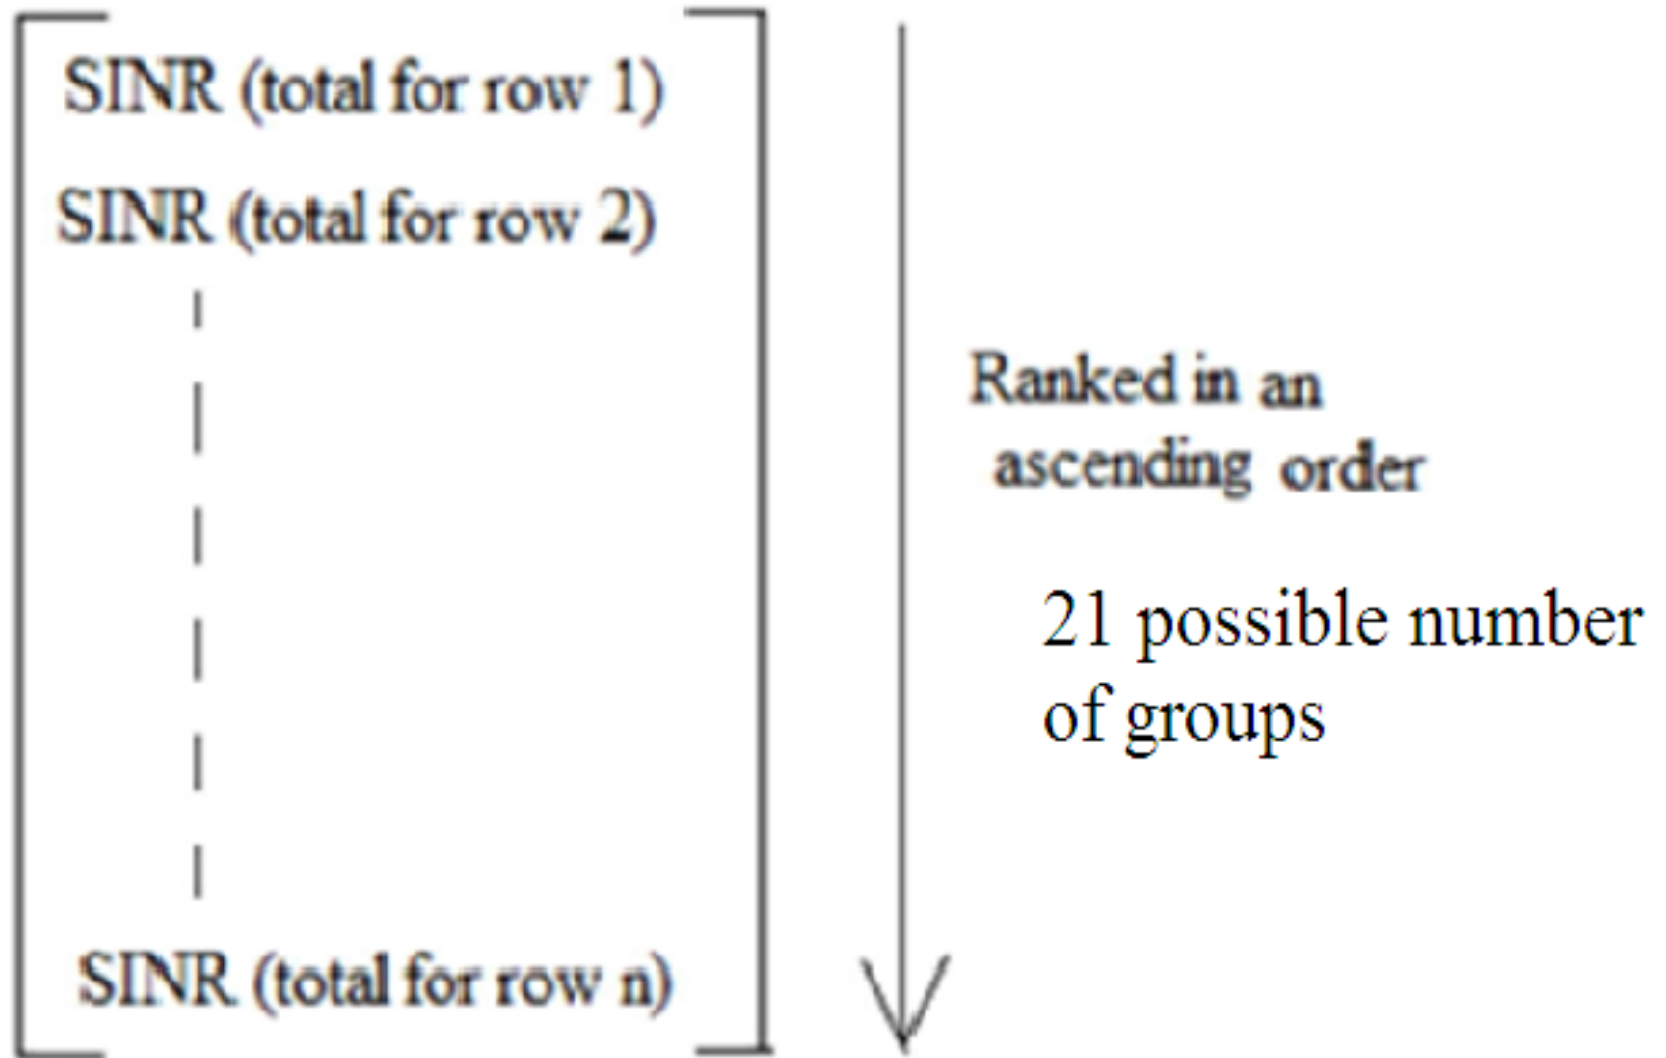 SINR (total for row 1)
SINR (total for row 2)
SINR (total for row n)
Ranked in an
ascending order
21 possible number
of groups